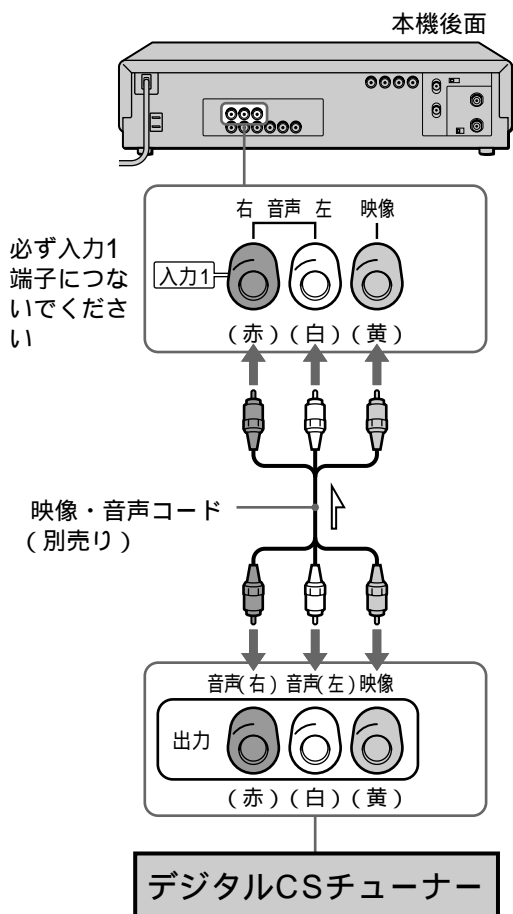 本機後面
右 音声 左 映像
必ず入力1
端子につな
いでくださ
い
入力1
(赤)(白)(黄)
映像・音声コード
(別売り)
音声(右) 音声(左) 映像
出力
(赤)(白)(黄)
デジタルCSチューナー